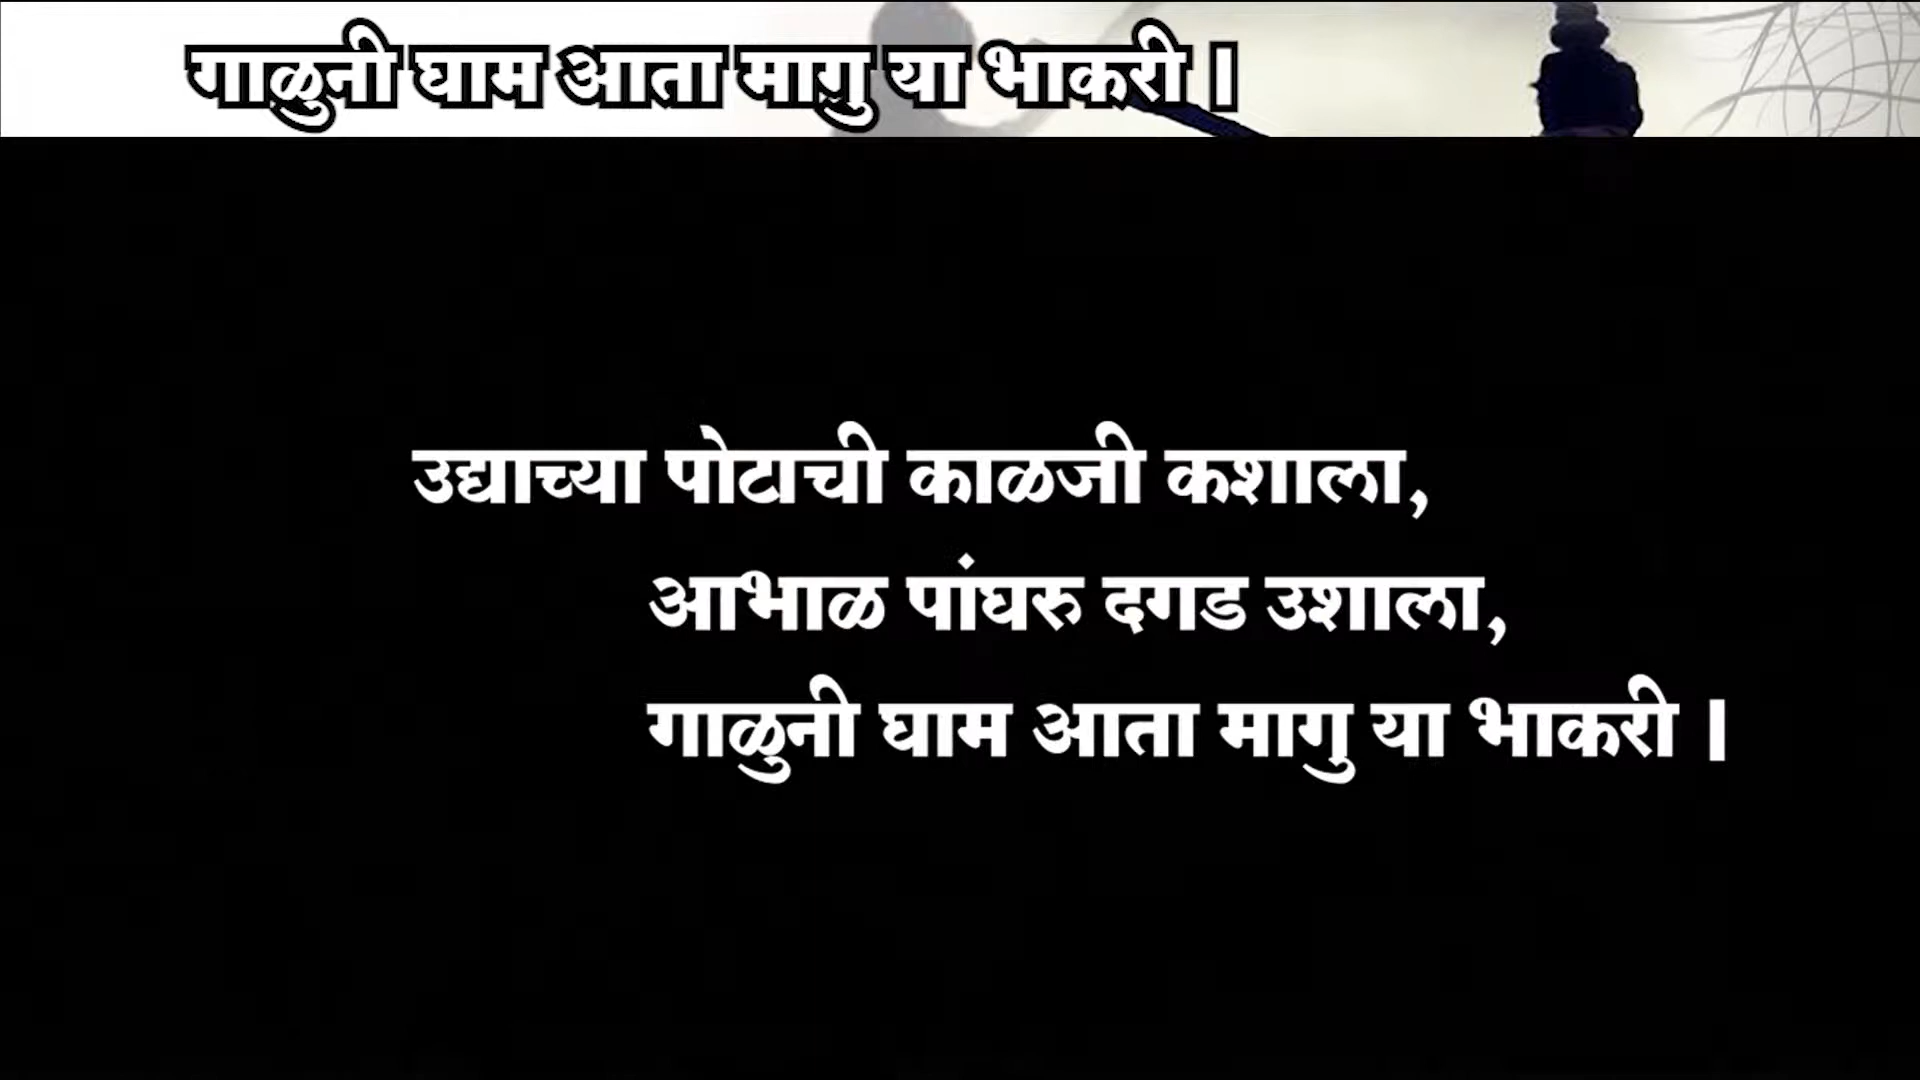 गाळुनी घाम आता मागु या भाकरी ।
उद्याच्या पोटाची काळजी कशाला,
आभाळ पांघरु दगड उशाला,
गाळुनी घाम आता मागु या भाकरी ।